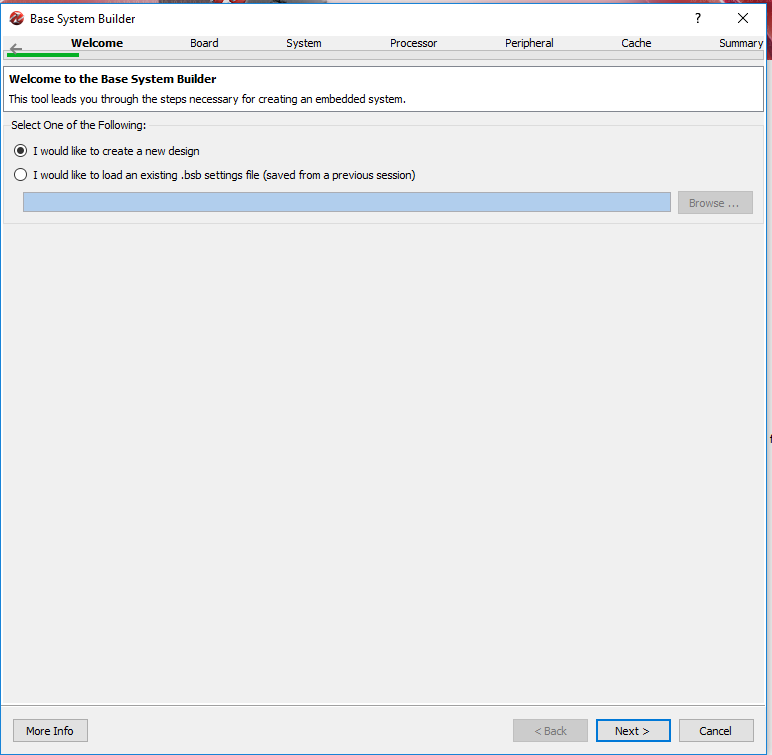 Base System Builder
?
Welcome Board System Processor Peripheral Cache Summary
Welcome to the Base System Builder
This tool leads you through the steps necessary for creating an embedded system.
Select One of the Following:
I would like to create a new design
I would like to load an existing .bsb settings file (saved from a previous session)
Browse ...
More Info < Back Next > Cancel